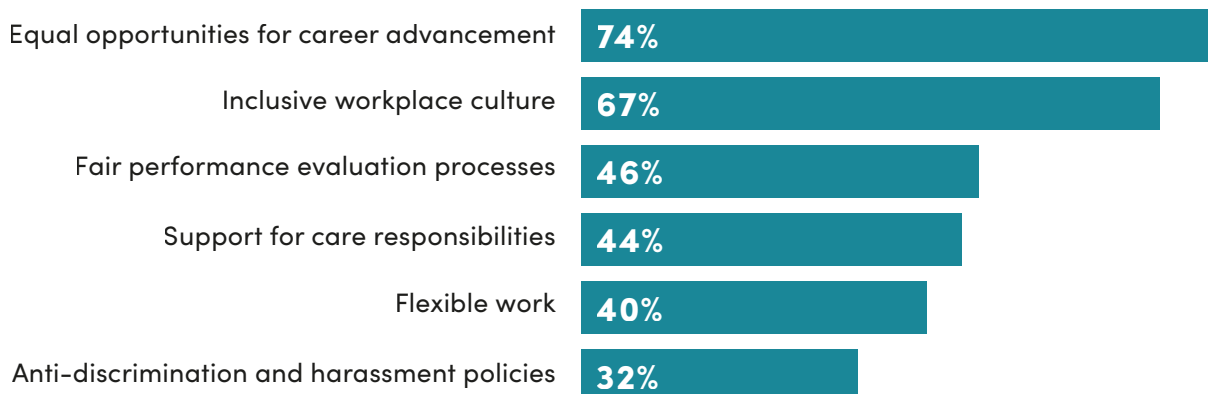 Equal opportunities for career advancement 74%
Inclusive workplace culture 67%
Fair performance evaluation processes 46%
Support for care responsibilities 44%
Flexible work 40%
Anti-discrimination and harassment policies 32%